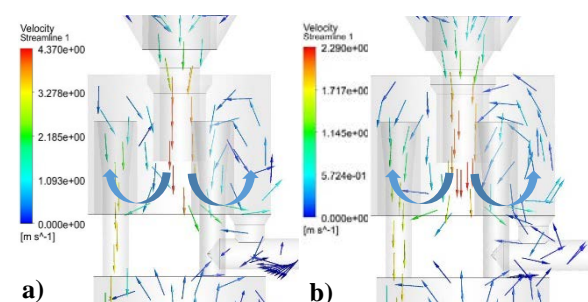 Velocity
Streamline 1
4.370e+00
3.278e+00
2.185e+00
1.093e+00
0.000e+00
[m s^-1]
a)
Velocity
Streamline 1
2.290e+00
1.717e+00
1.145e+00
5.724e-01
0.000e+00
[m s^-1]
b)